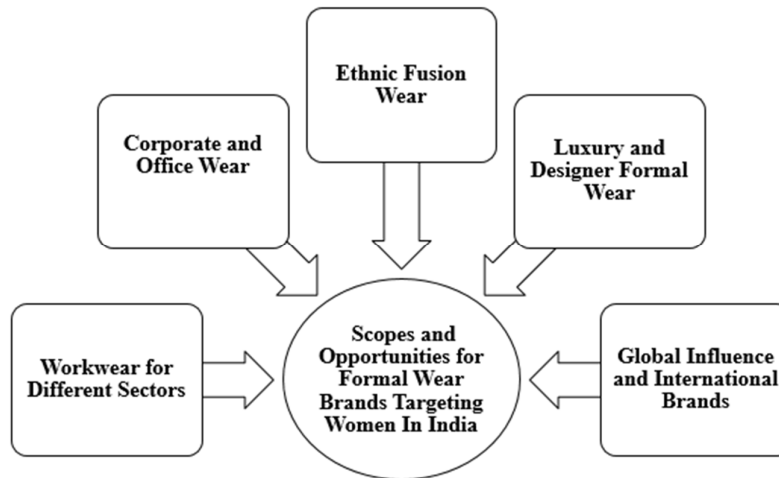 Ethnic Fusion
Wear
Corporate and
Office Wear
Luxury and
Designer Formal
Wear
Workwear for
Different Sectors
Scopes and
Opportunities for
Formal Wear
Brands Targeting
Women In India
Global Influence
and International
Brands